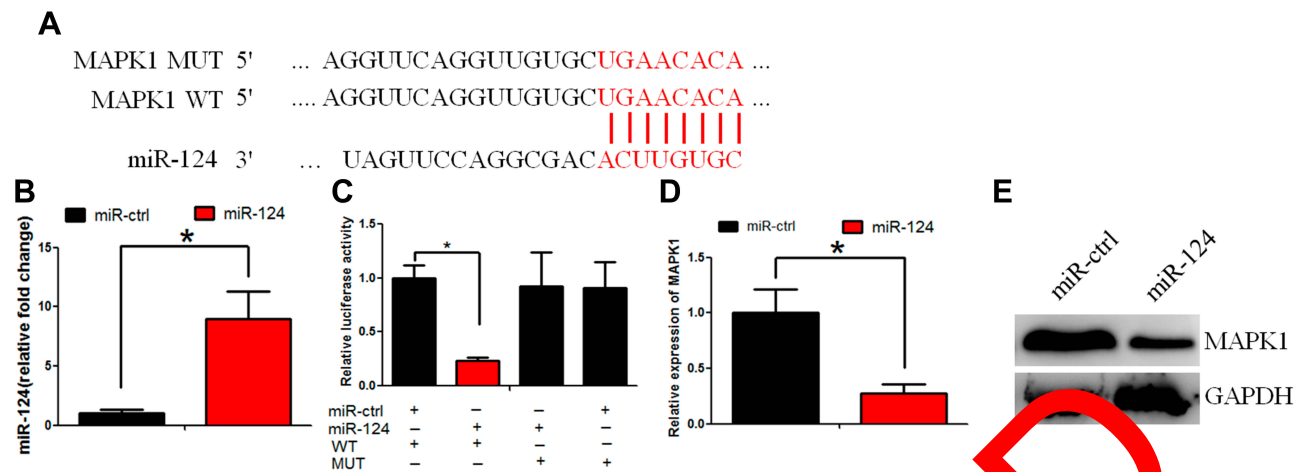 A
MAPK1 MUT 5' ... AGGUUCAGGUUGUGCUGAACACA ...
MAPK1 WT 5' .... AGGUUCAGGUUGUGCUGAACACA ...
miR-124 3' ... UAGUUCCAGGCGACACUUGUGC
B
miR-ctrl miR-124
miR-124(relative fold change)
15
10
5
0
*
C
Relative luciferase activity
1.5
1.0
0.5
0.0
*
miR-ctrl + − − +
miR-124 − + + −
WT + + − −
MUT − − + +
D
miR-ctrl miR-124
Relative expression of MAPK1
1.5
1.0
0.5
0.0
*
E
miR-ctrl miR-124
MAPK1
GAPDH